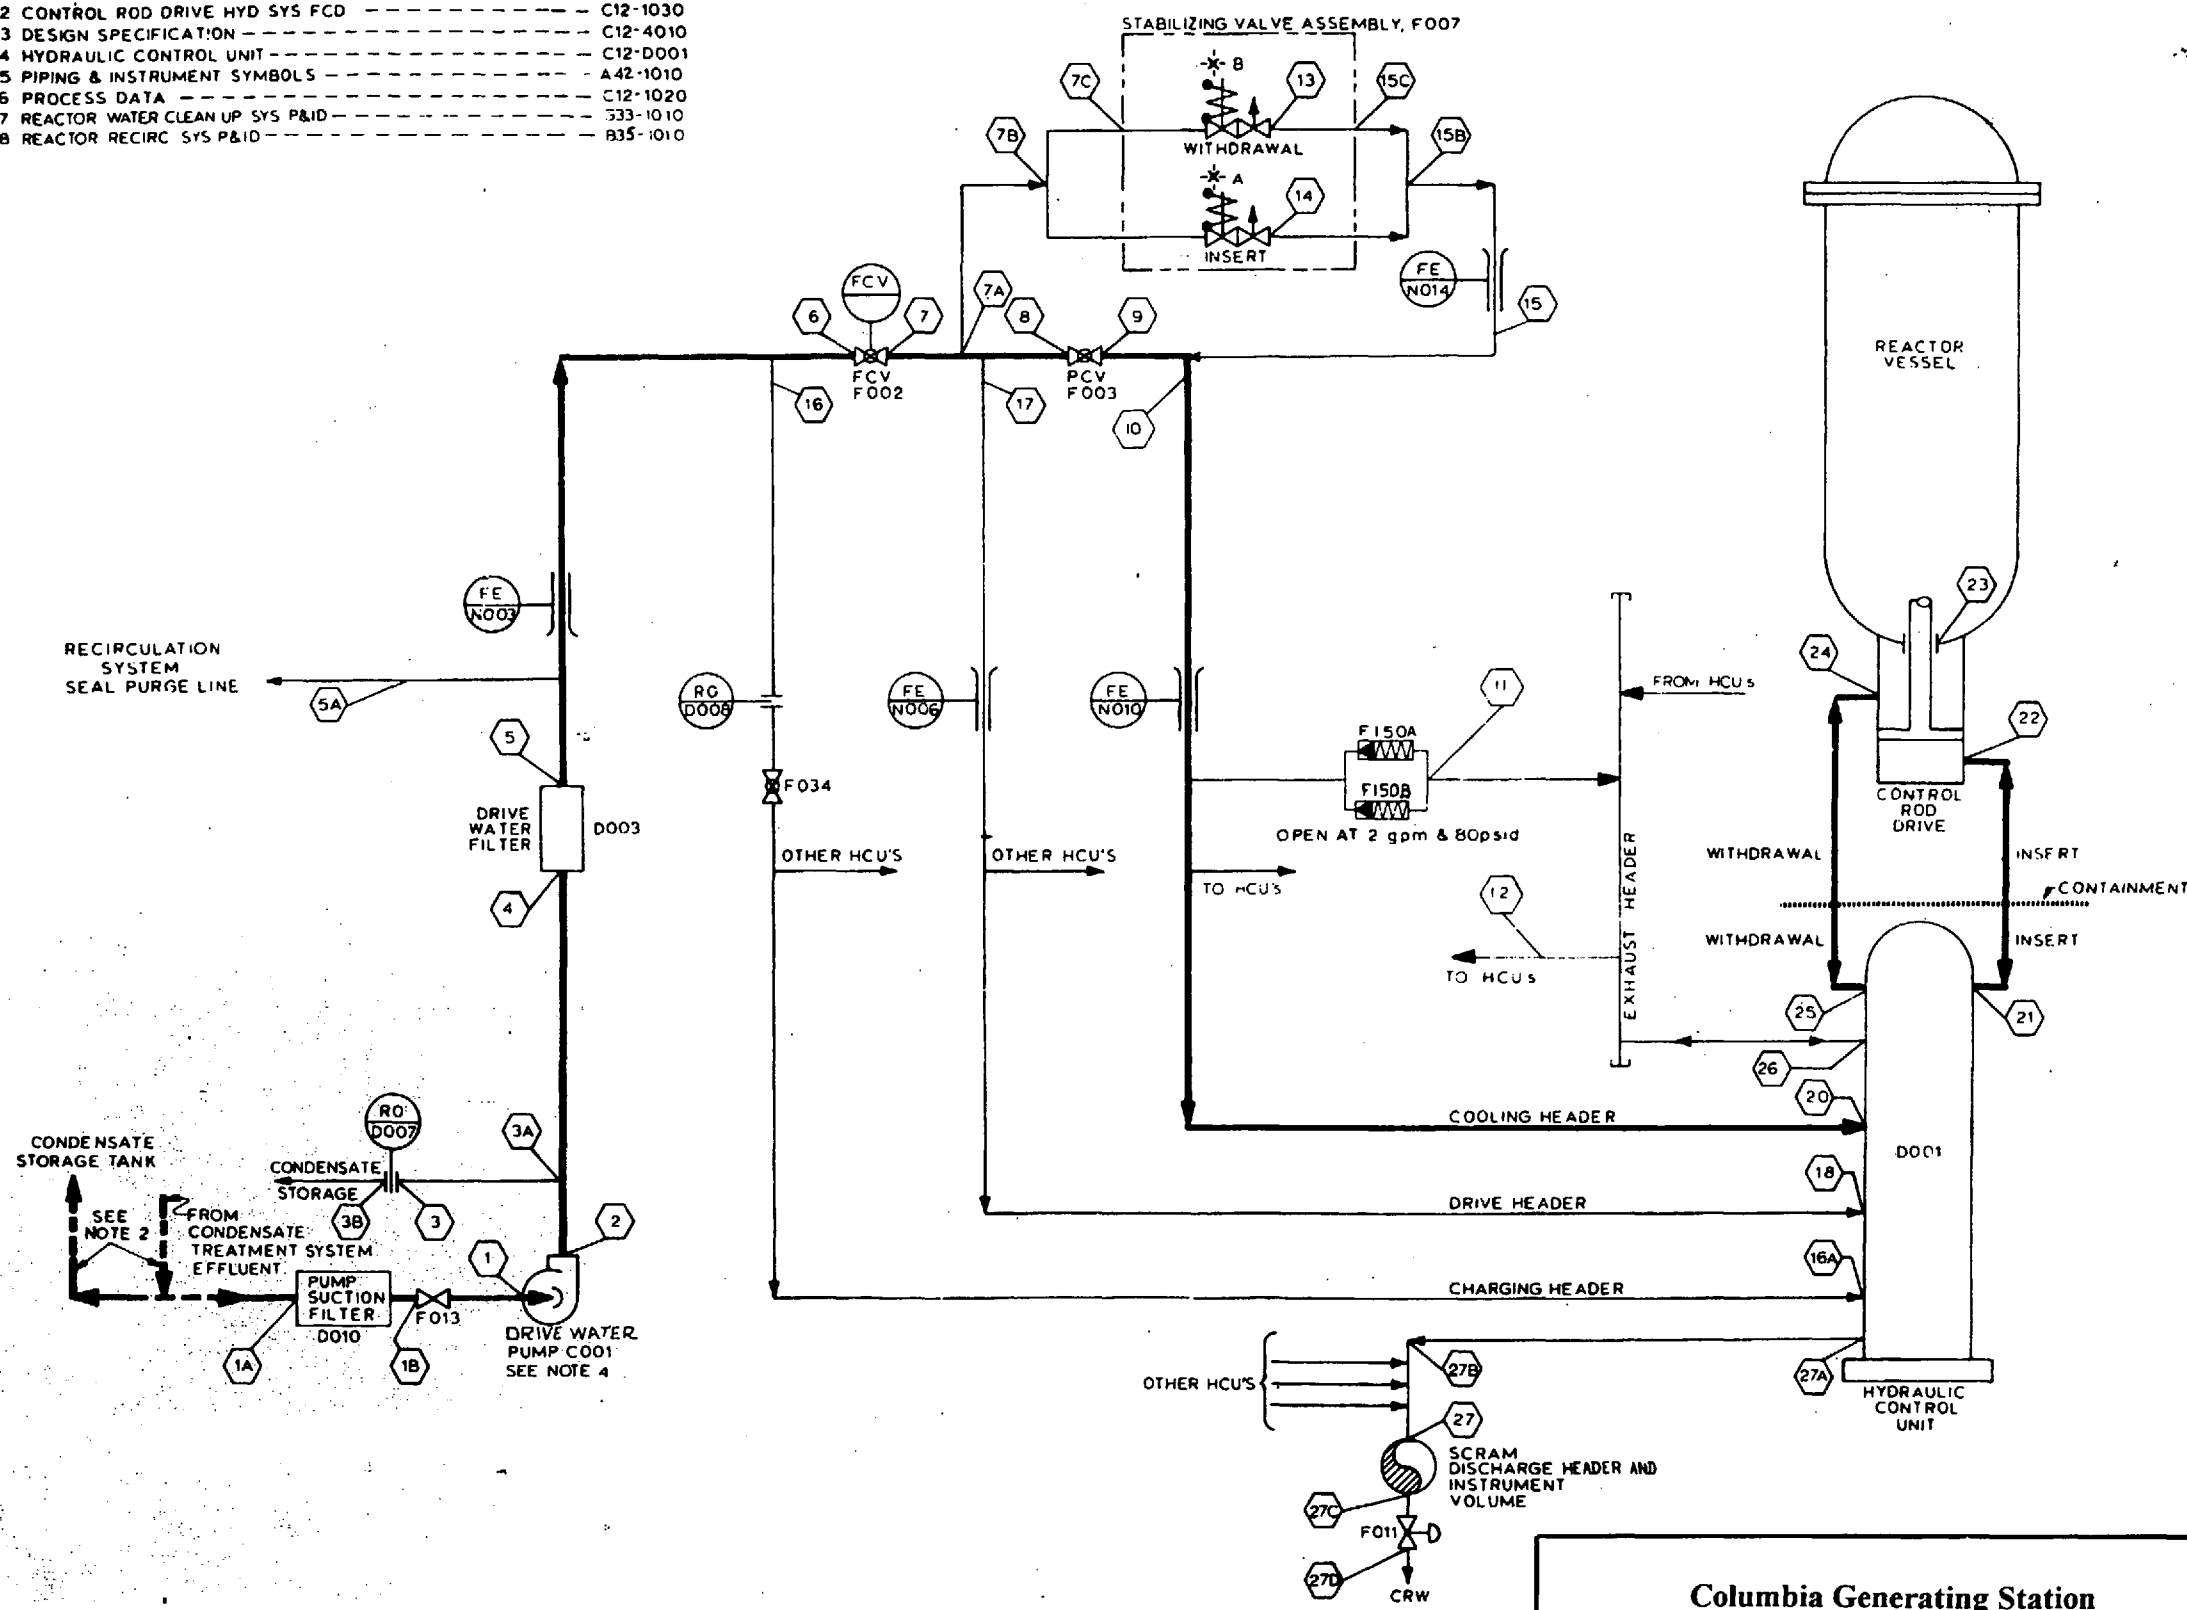 2 CONTROL ROD DRIVE HYD SYS FCD C12-1030
3 DESIGN SPECIFICATION C12-4010
4 HYDRAULIC CONTROL UNIT C12-D001
5 PIPING & INSTRUMENT SYMBOLS A42-1010
6 PROCESS DATA C12-1020
7 REACTOR WATER CLEAN UP SYS P&ID
8 REACTOR RECIRC SYS P&ID B35-1010
STABILIZING VALVE ASSEMBLY, F007
7C
B
13
15C
7B
WITHDRAWAL
15B
A
14
INSERT
FE
N014
FCV
6
7
7A
8
9
15
FCV
F002
PCV
F003
16
17
10
REACTOR
VESSEL
FE
N003
RECIRCULATION
SYSTEM
SEAL PURGE LINE
5A
5
RO
D008
FE
N006
FE
N010
11
FROM HCU's
23
24
22
F150A
F150B
OPEN AT 2 gpm & 80psid
F034
DRIVE
WATER
FILTER
D003
4
OTHER HCU'S
OTHER HCU'S
TO HCU'S
12
TO HCU's
EXHAUST HEADER
CONTROL
ROD
DRIVE
WITHDRAWAL
INSERT
CONTAINMENT
WITHDRAWAL
INSERT
25
21
26
20
COOLING HEADER
D001
18
DRIVE HEADER
16A
CHARGING HEADER
RO
D007
3A
CONDENSATE
STORAGE TANK
CONDENSATE
STORAGE
3B
3
2
SEE
NOTE 2
FROM
CONDENSATE
TREATMENT SYSTEM
EFFLUENT
1
PUMP
SUCTION
FILTER
D010
F013
1A
1B
DRIVE WATER
PUMP C001
SEE NOTE 4
OTHER HCU'S
27B
27A
HYDRAULIC
CONTROL
UNIT
27
SCRAM
DISCHARGE HEADER AND
INSTRUMENT
VOLUME
27C
F011
27D
CRW
Columbia Generating Station